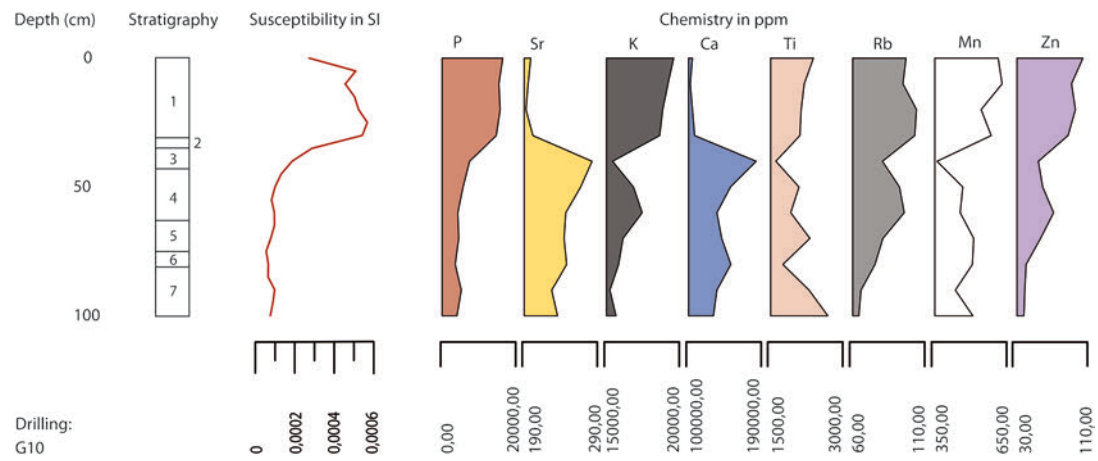 Depth (cm) Stratigraphy Susceptibility in SI Chemistry in ppm
P Sr K Ca Ti Rb Mn Zn
0
1
2
3
50
4
5
6
7
100
0 0,0002 0,0004 0,0006
0,00 20000,00 190,00 290,00 15000,00 20000,00 100000,00 190000,00 1500,00 3000,00 60,00 110,00 350,00 650,00 30,00 110,00
Drilling:
G10